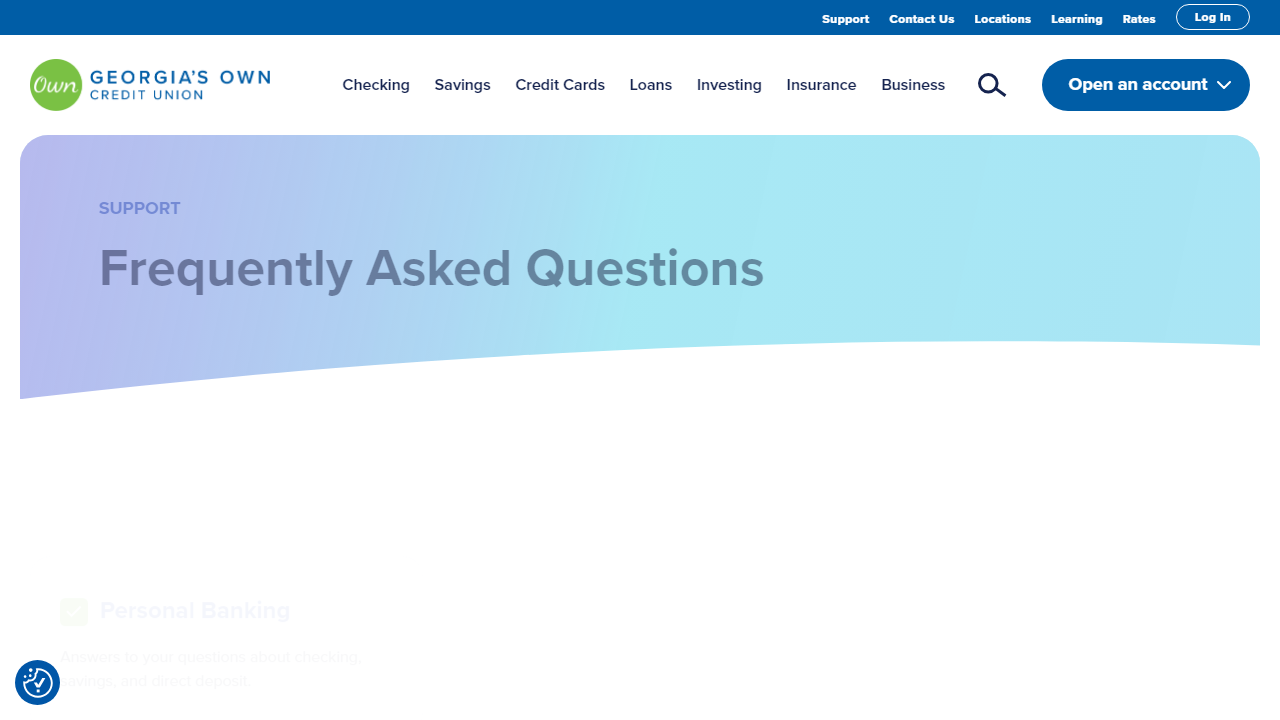 Support Contact Us Locations Learning Rates Log In
Own GEORGIA'S OWN
CREDIT UNION
Checking Savings Credit Cards Loans Investing Insurance Business Open an account
SUPPORT
Frequently Asked Questions
Personal Banking
Answers to your questions about checking,
savings, and direct deposit.